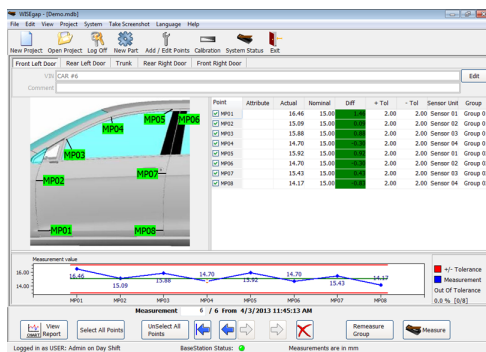 WISEgap - [Demo.mdb]
File Edit View Project System Take Screenshot Language Help
New Project Open Project Log Off New Part Add / Edit Points Calibration System Status Exit
Front Left Door Rear Left Door Trunk Rear Right Door Front Right Door
VIN CAR #6 Edit
Comment
Point Attribute Actual Nominal Diff + Tol - Tol Sensor Unit Group
MP01 16.46 15.00 1.46 2.00 2.00 Sensor 01 Group 0
MP02 15.09 15.00 0.09 2.00 2.00 Sensor 02 Group 0
MP03 15.88 15.00 0.88 2.00 2.00 Sensor 03 Group 0
MP04 14.70 15.00 -0.30 2.00 2.00 Sensor 04 Group 0
MP05 15.92 15.00 0.92 2.00 2.00 Sensor 01 Group 0
MP06 14.70 15.00 -0.30 2.00 2.00 Sensor 02 Group 0
MP07 15.43 15.00 0.43 2.00 2.00 Sensor 03 Group 0
MP08 14.17 15.00 -0.83 2.00 2.00 Sensor 04 Group 0
MP05 MP06
MP04
MP03
MP07
MP02
MP01 MP08
Measurement value
16.00
14.00
16.46 15.09 15.88 14.70 15.92 14.70 15.43 14.17
MP01 MP02 MP03 MP04 MP05 MP06 MP07 MP08
+/- Tolerance
Measurement
Out Of Tolerance
0.0 % [0/8]
Measurement 6 / 6 From 4/3/2013 11:45:13 AM
CHART View Report
Select All Points
UnSelect All Points
Remeasure Group
Measure
Logged in as USER: Admin on Day Shift BaseStation Status: Measurements are in mm